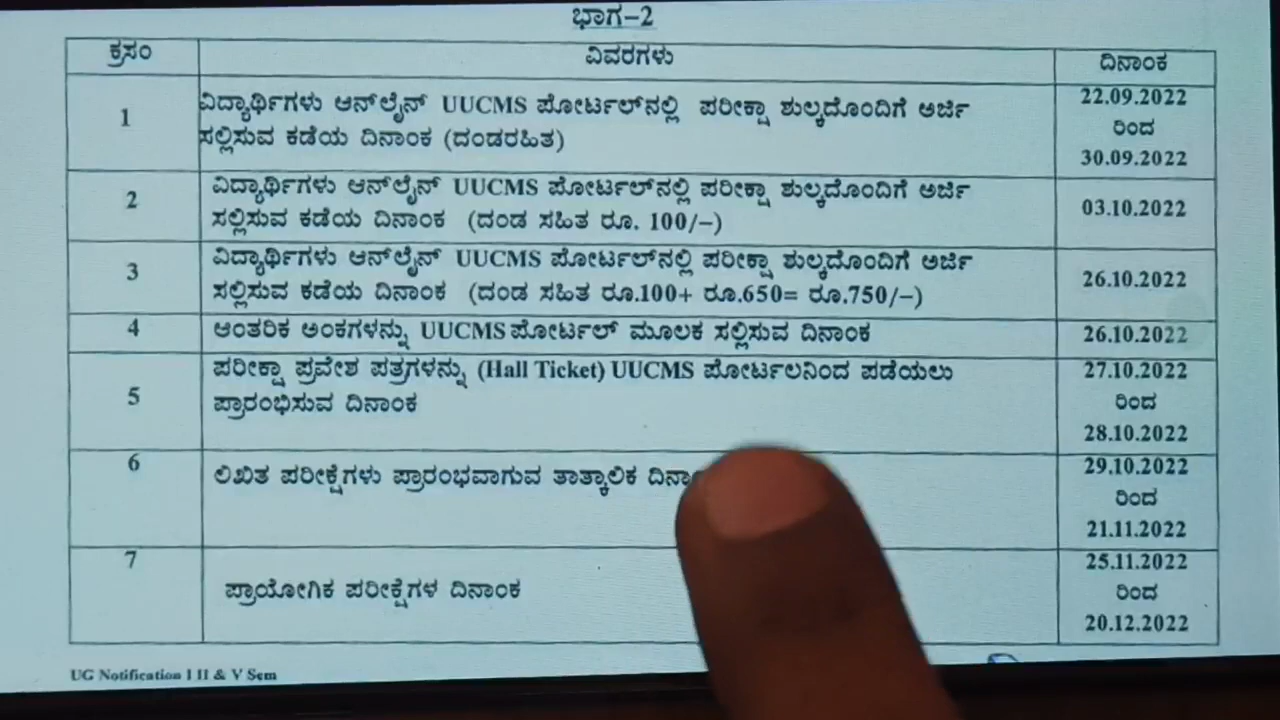 ಭಾಗ–2
ಕ್ರಸಂ ವಿವರಗಳು ದಿನಾಂಕ
1 ವಿದ್ಯಾರ್ಥಿಗಳು ಆನ್‌ಲೈನ್ UUCMS ಪೋರ್ಟಲ್‌ನಲ್ಲಿ ಪರೀಕ್ಷಾ ಶುಲ್ಕದೊಂದಿಗೆ ಅರ್ಜಿ
ಸಲ್ಲಿಸುವ ಕಡೆಯ ದಿನಾಂಕ (ದಂಡರಹಿತ)
22.09.2022
ರಿಂದ
30.09.2022
2 ವಿದ್ಯಾರ್ಥಿಗಳು ಆನ್‌ಲೈನ್ UUCMS ಪೋರ್ಟಲ್‌ನಲ್ಲಿ ಪರೀಕ್ಷಾ ಶುಲ್ಕದೊಂದಿಗೆ ಅರ್ಜಿ
ಸಲ್ಲಿಸುವ ಕಡೆಯ ದಿನಾಂಕ (ದಂಡ ಸಹಿತ ರೂ. 100/–)
03.10.2022
3 ವಿದ್ಯಾರ್ಥಿಗಳು ಆನ್‌ಲೈನ್ UUCMS ಪೋರ್ಟಲ್‌ನಲ್ಲಿ ಪರೀಕ್ಷಾ ಶುಲ್ಕದೊಂದಿಗೆ ಅರ್ಜಿ
ಸಲ್ಲಿಸುವ ಕಡೆಯ ದಿನಾಂಕ (ದಂಡ ಸಹಿತ ರೂ.100+ ರೂ.650= ರೂ.750/–)
26.10.2022
4 ಆಂತರಿಕ ಅಂಕಗಳನ್ನು UUCMS ಪೋರ್ಟಲ್ ಮೂಲಕ ಸಲ್ಲಿಸುವ ದಿನಾಂಕ 26.10.2022
5 ಪರೀಕ್ಷಾ ಪ್ರವೇಶ ಪತ್ರಗಳನ್ನು (Hall Ticket) UUCMS ಪೋರ್ಟಲನಿಂದ ಪಡೆಯಲು
ಪ್ರಾರಂಭಿಸುವ ದಿನಾಂಕ
27.10.2022
ರಿಂದ
28.10.2022
6 ಲಿಖಿತ ಪರೀಕ್ಷೆಗಳು ಪ್ರಾರಂಭವಾಗುವ ತಾತ್ಕಾಲಿಕ
29.10.2022
ರಿಂದ
21.11.2022
7 ಪ್ರಾಯೋಗಿಕ ಪರೀಕ್ಷೆಗಳ ದಿನಾಂಕ
25.11.2022
ರಿಂದ
20.12.2022
UG Notification I II & V Sem